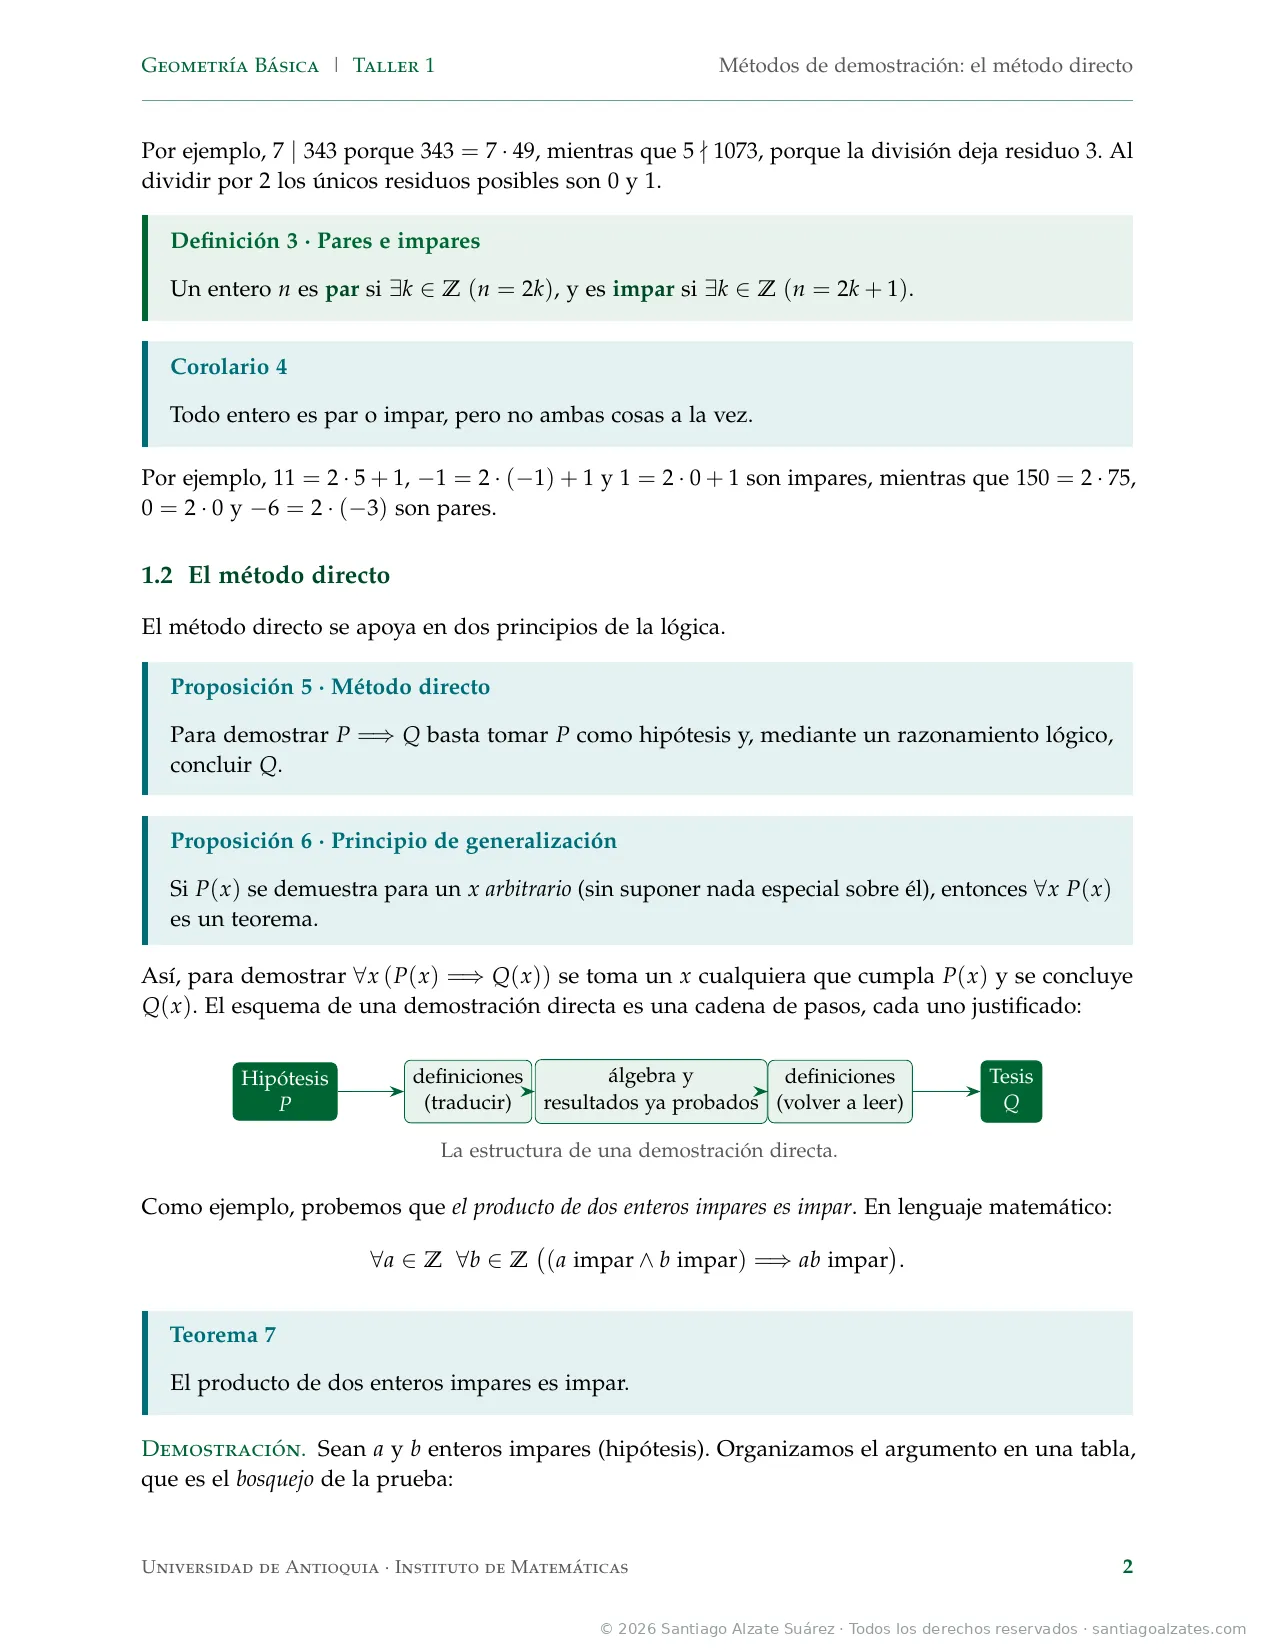 Geometría Básica | Taller 1
Métodos de demostración: el método directo
Por ejemplo, 7 | 343 porque 343 = 7 · 49, mientras que 5 ∤ 1073, porque la división deja residuo 3. Al
dividir por 2 los únicos residuos posibles son 0 y 1.
Definición 3 · Pares e impares
Un entero n es par si ∃k ∈ ℤ (n = 2k), y es impar si ∃k ∈ ℤ (n = 2k + 1).
Corolario 4
Todo entero es par o impar, pero no ambas cosas a la vez.
Por ejemplo, 11 = 2 · 5 + 1, −1 = 2 · (−1) + 1 y 1 = 2 · 0 + 1 son impares, mientras que 150 = 2 · 75,
0 = 2 · 0 y −6 = 2 · (−3) son pares.
1.2 El método directo
El método directo se apoya en dos principios de la lógica.
Proposición 5 · Método directo
Para demostrar P ⟹ Q basta tomar P como hipótesis y, mediante un razonamiento lógico,
concluir Q.
Proposición 6 · Principio de generalización
Si P(x) se demuestra para un x arbitrario (sin suponer nada especial sobre él), entonces ∀x P(x)
es un teorema.
Así, para demostrar ∀x (P(x) ⟹ Q(x)) se toma un x cualquiera que cumpla P(x) y se concluye
Q(x). El esquema de una demostración directa es una cadena de pasos, cada uno justificado:
Hipótesis
P
definiciones
(traducir)
álgebra y
resultados ya probados
definiciones
(volver a leer)
Tesis
Q
La estructura de una demostración directa.
Como ejemplo, probemos que el producto de dos enteros impares es impar. En lenguaje matemático:
∀a ∈ ℤ ∀b ∈ ℤ ((a impar ∧ b impar) ⟹ ab impar).
Teorema 7
El producto de dos enteros impares es impar.
Demostración. Sean a y b enteros impares (hipótesis). Organizamos el argumento en una tabla,
que es el bosquejo de la prueba:
Universidad de Antioquia · Instituto de Matemáticas
2
© 2026 Santiago Alzate Suárez · Todos los derechos reservados · santiagoalzates.com